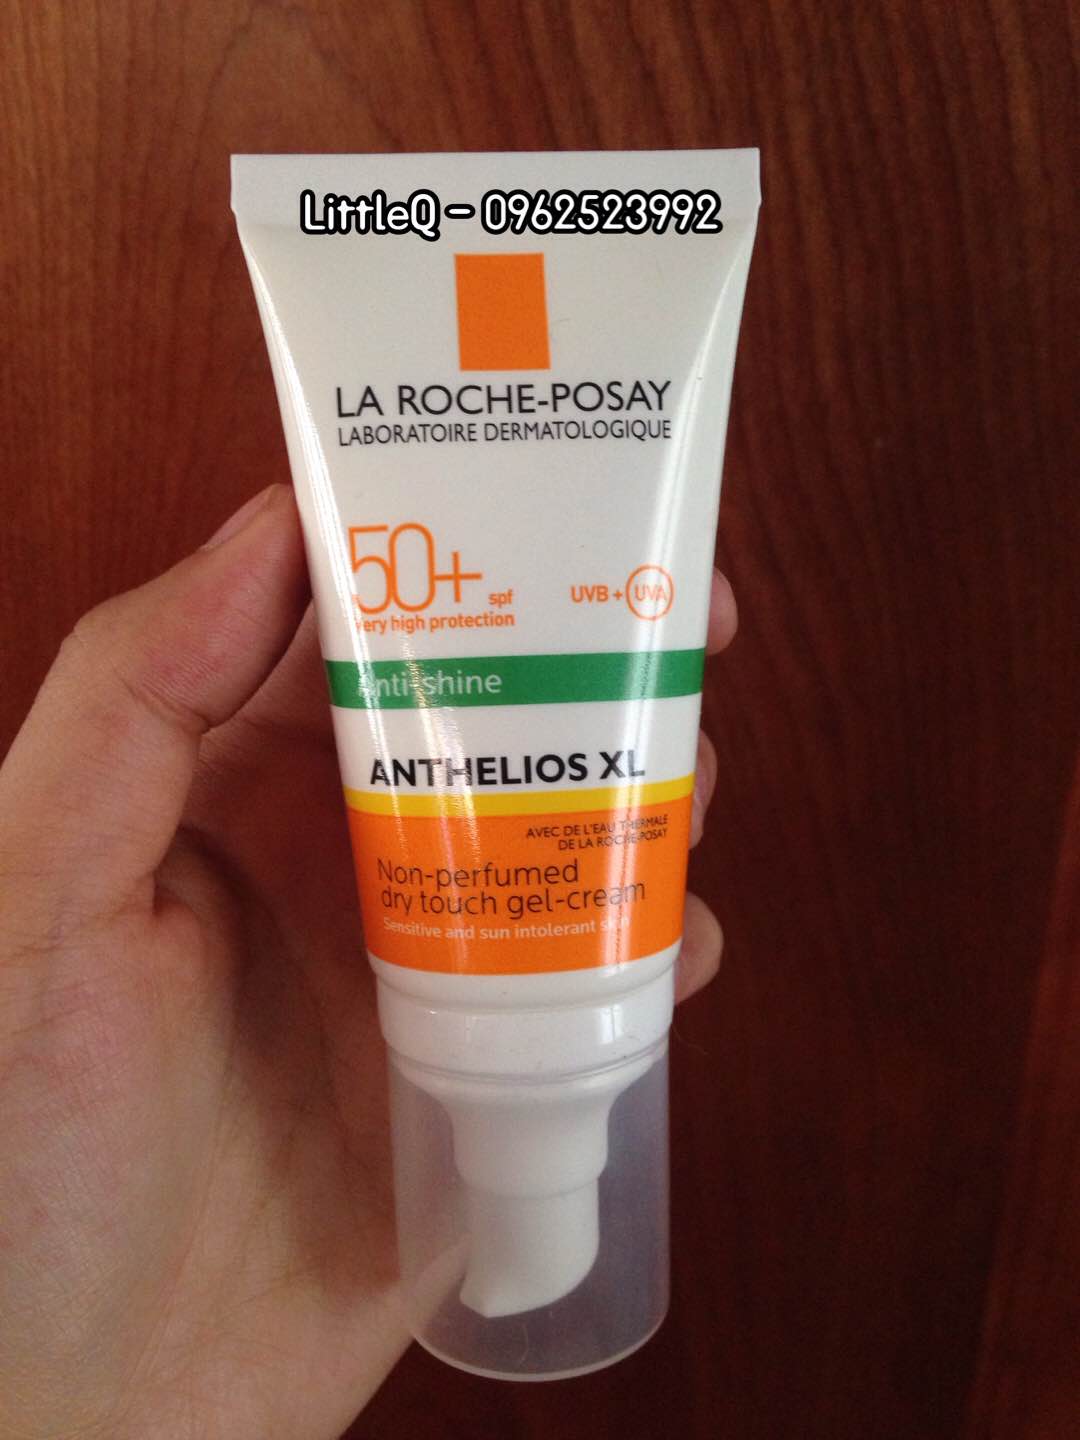 LittleQ - 0962523992
LA ROCHE-POSAY
LABORATOIRE DERMATOLOGIQUE
50+ spf
Very high protection
UVB + UVA
Anti-shine
ANTHELIOS XL
AVEC DE L'EAU THERMALE
DE LA ROCHE-POSAY
Non-perfumed
dry touch gel-cream
Sensitive and sun intolerant skin